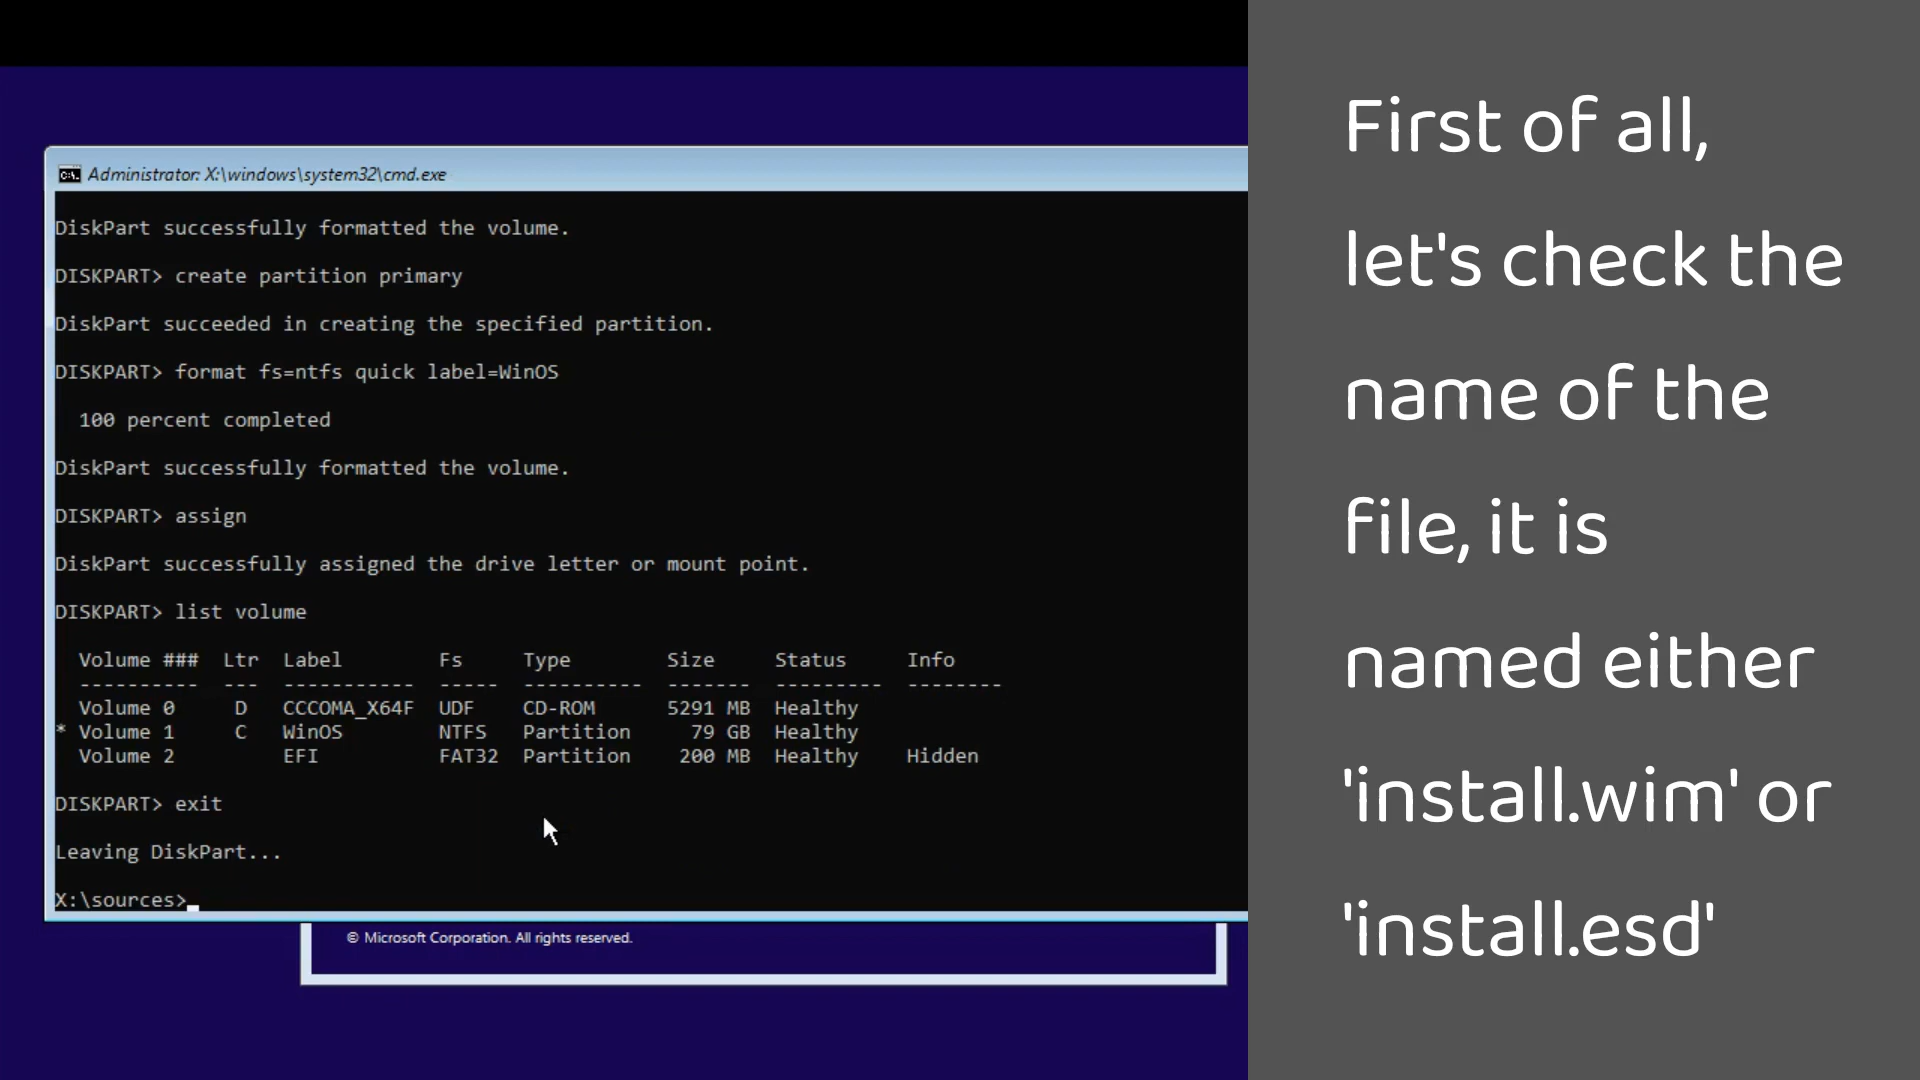 Administrator: X:\windows\system32\cmd.exe
DiskPart successfully formatted the volume.
DISKPART> create partition primary
DiskPart succeeded in creating the specified partition.
DISKPART> format fs=ntfs quick label=WinOS
100 percent completed
DiskPart successfully formatted the volume.
DISKPART> assign
DiskPart successfully assigned the drive letter or mount point.
DISKPART> list volume
Volume ###  Ltr  Label        Fs     Type        Size     Status     Info
----------  ---  -----------  -----  ----------  -------  ---------  --------
Volume 0     D   CCCOMA_X64F  UDF    CD-ROM      5291 MB  Healthy
* Volume 1     C   WinOS        NTFS   Partition     79 GB  Healthy
Volume 2         EFI          FAT32  Partition    200 MB  Healthy    Hidden
DISKPART> exit
Leaving DiskPart...
X:\sources>
© Microsoft Corporation. All rights reserved.
First of all,
let's check the
name of the
file, it is
named either
'install.wim' or
'install.esd'